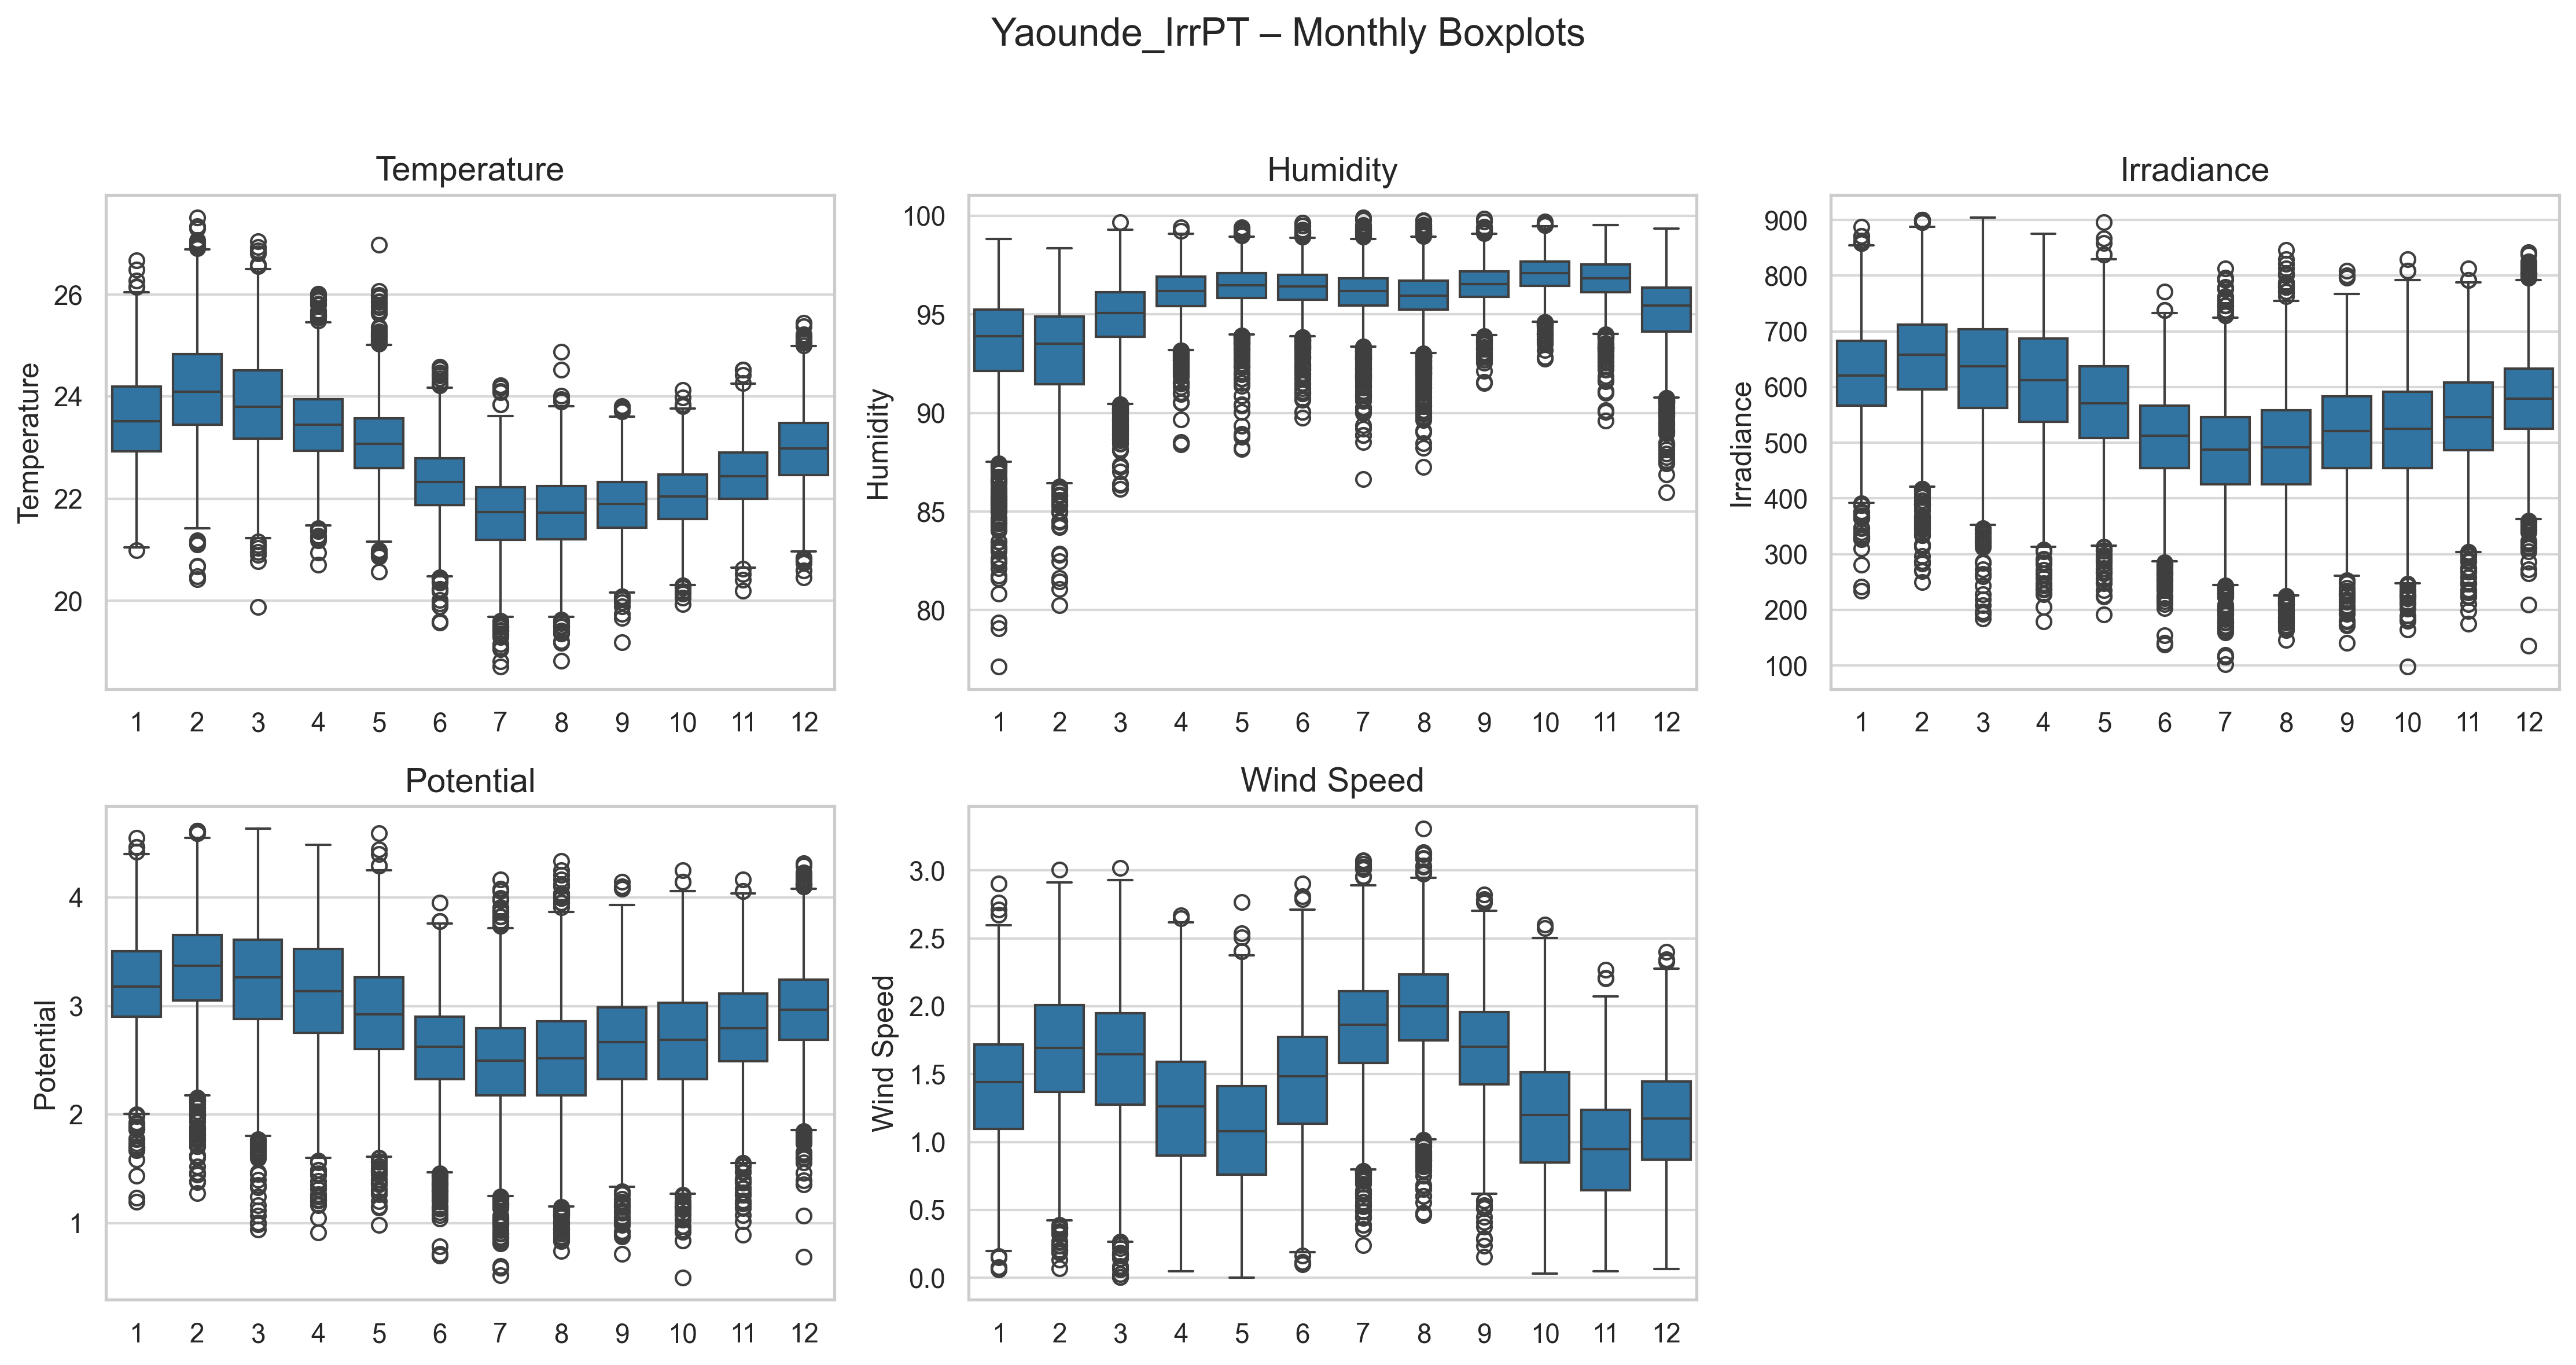 Yaounde_IrrPT – Monthly Boxplots
Temperature
Temperature
26
24
22
20
1 2 3 4 5 6 7 8 9 10 11 12
Humidity
Humidity
100
95
90
85
80
1 2 3 4 5 6 7 8 9 10 11 12
Irradiance
Irradiance
900
800
700
600
500
400
300
200
100
1 2 3 4 5 6 7 8 9 10 11 12
Potential
Potential
4
3
2
1
1 2 3 4 5 6 7 8 9 10 11 12
Wind Speed
Wind Speed
3.0
2.5
2.0
1.5
1.0
0.5
0.0
1 2 3 4 5 6 7 8 9 10 11 12